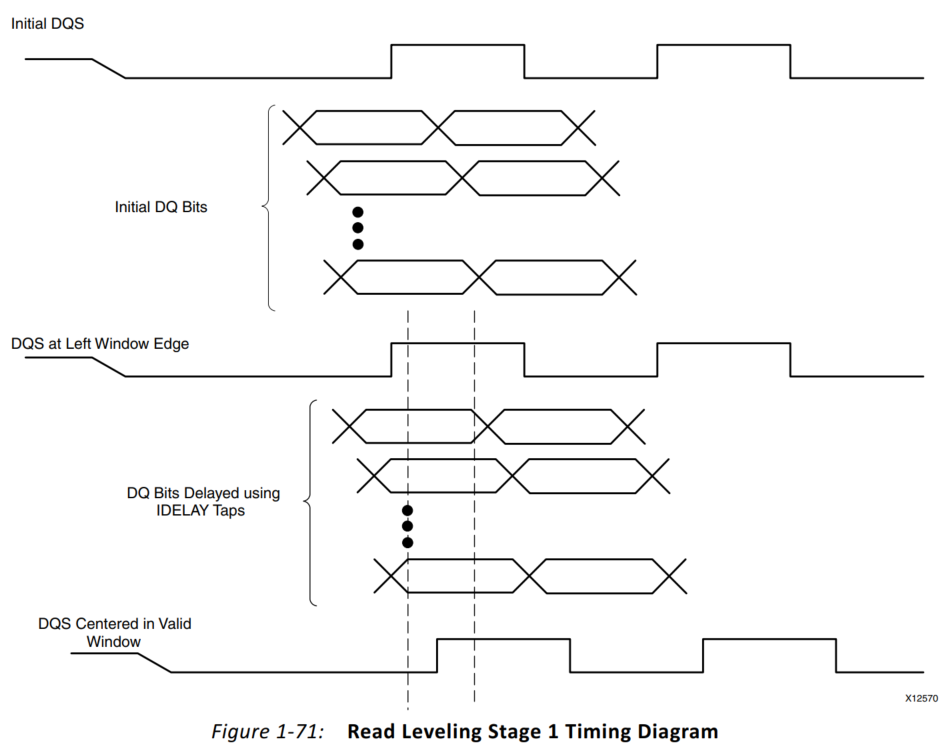 Initial DQS
Initial DQ Bits
DQS at Left Window Edge
DQ Bits Delayed using
IDELAY Taps
DQS Centered in Valid
Window
X12570
Figure 1-71: Read Leveling Stage 1 Timing Diagram